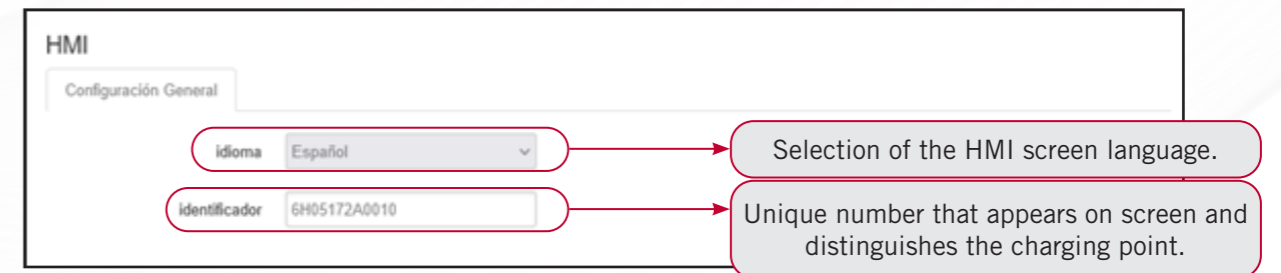 HMI
Configuración General
idioma Español
Selection of the HMI screen language.
identificador 6H05172A0010
Unique number that appears on screen and
distinguishes the charging point.